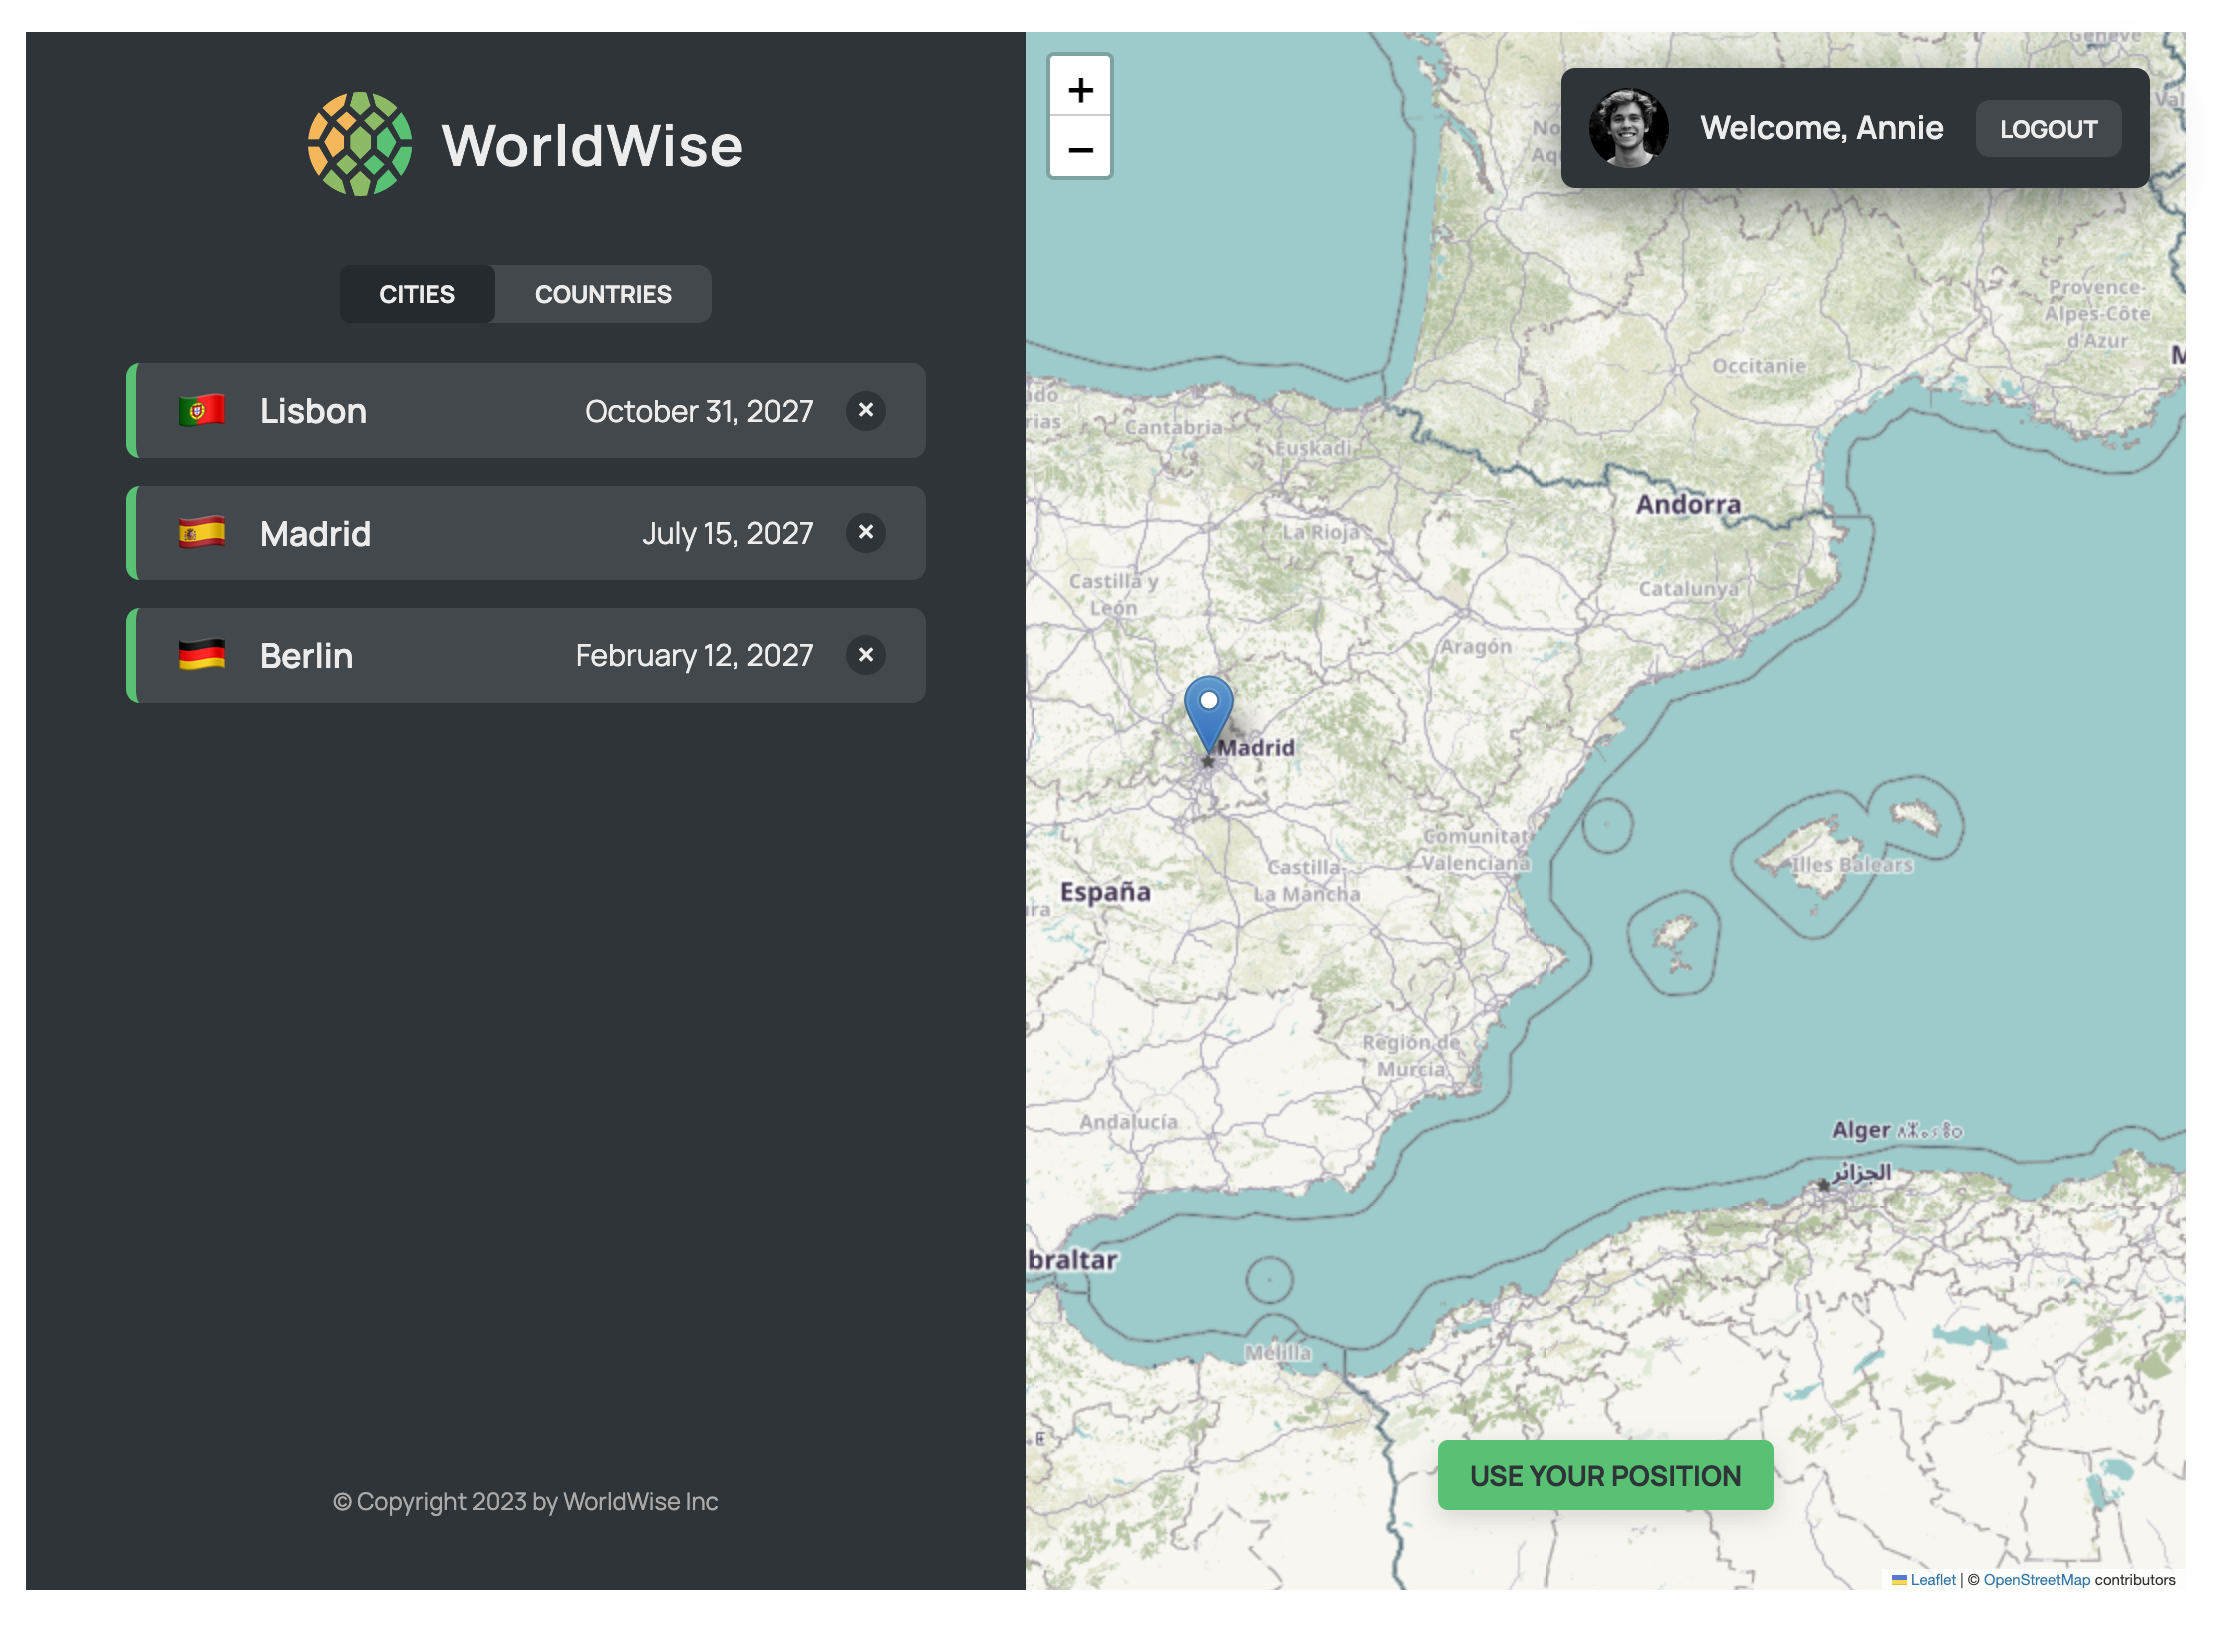 WorldWise
CITIES
COUNTRIES
Lisbon
October 31, 2027
×
Madrid
July 15, 2027
×
Berlin
February 12, 2027
×
© Copyright 2023 by WorldWise Inc
+
−
Welcome, Annie
LOGOUT
Genève
Provence-
Alpes-Côte
d'Azur
Occitanie
Cantabria
Euskadi
Andorra
La Rioja
Castilla y
León
Catalunya
Aragón
Madrid
Comunitat
Valenciana
Castilla-
La Mancha
Illes Balears
España
Región de
Murcia
Andalucía
Alger ⴷⵣⴰⵢⴻⵔ
الجزائر
braltar
Melilla
USE YOUR POSITION
Leaflet | © OpenStreetMap contributors